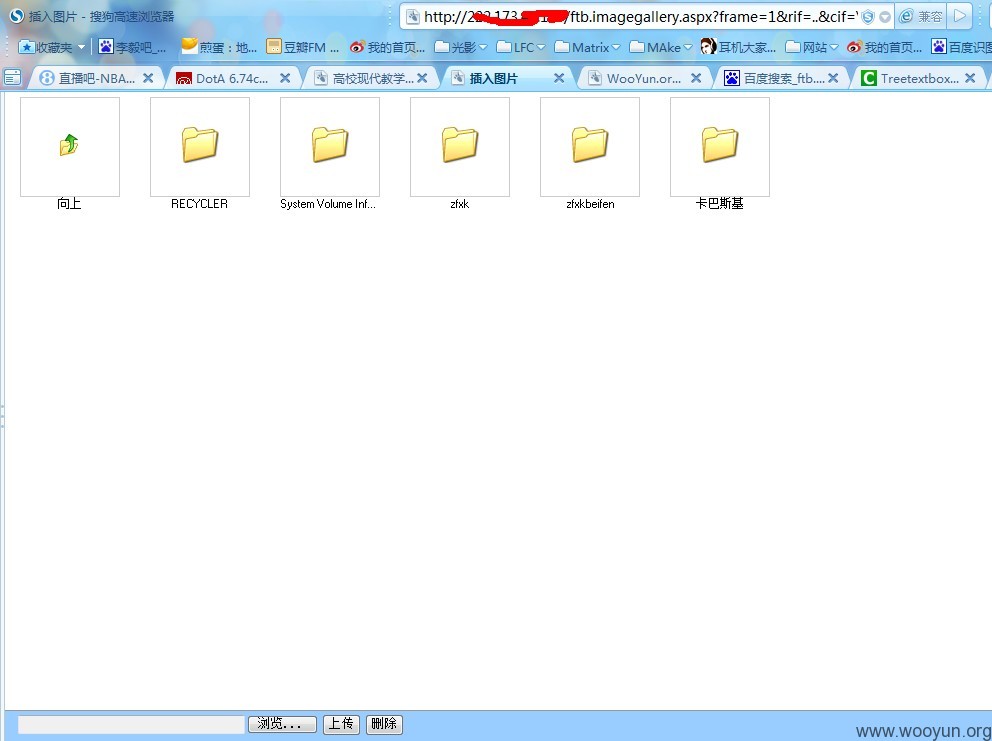 插入图片 - 搜狗高速浏览器
/ftb.imagegallery.aspx?frame=1&rif=..&cif= 兼容
收藏夹 李毅吧_... 煎蛋：地... 豆瓣FM ... 我的首页... 光影 LFC Matrix MAke 耳机大家... 网站 我的首页... 百度识图
直播吧-NBA... DotA 6.74c... 高校现代教学... 插入图片 WooYun.or... 百度搜索_ftb.... Treetextbox...
向上 RECYCLER System Volume Inf... zfxk zfxkbeifen 卡巴斯基
浏览... 上传 删除
www.wooyun.org